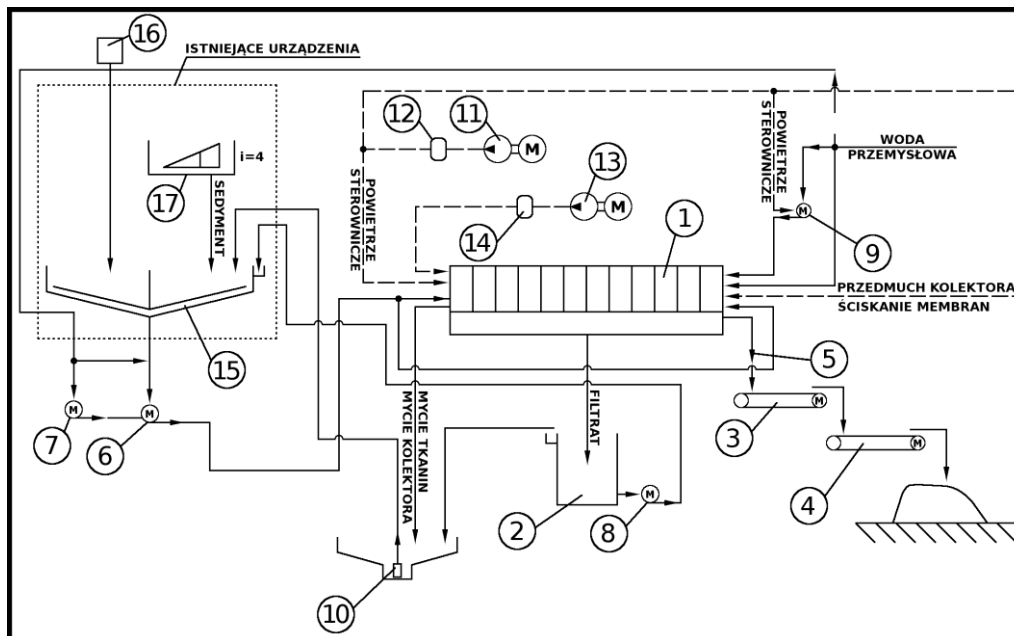 16
ISTNIEJĄCE URZĄDZENIA
12
11
M
POWIETRZE
STEROWNICZE
WODA
PRZEMYSŁOWA
i=4
17
SEDYMENT
POWIETRZE
STEROWNICZE
13
M
14
1
M
9
PRZEDMUCH KOLEKTORA
ŚCISKANIE MEMBRAN
15
5
M
7
M
6
MYCIE TKANIN
MYCIE KOLEKTORA
FILTRAT
M
3
M
4
2
M
8
10